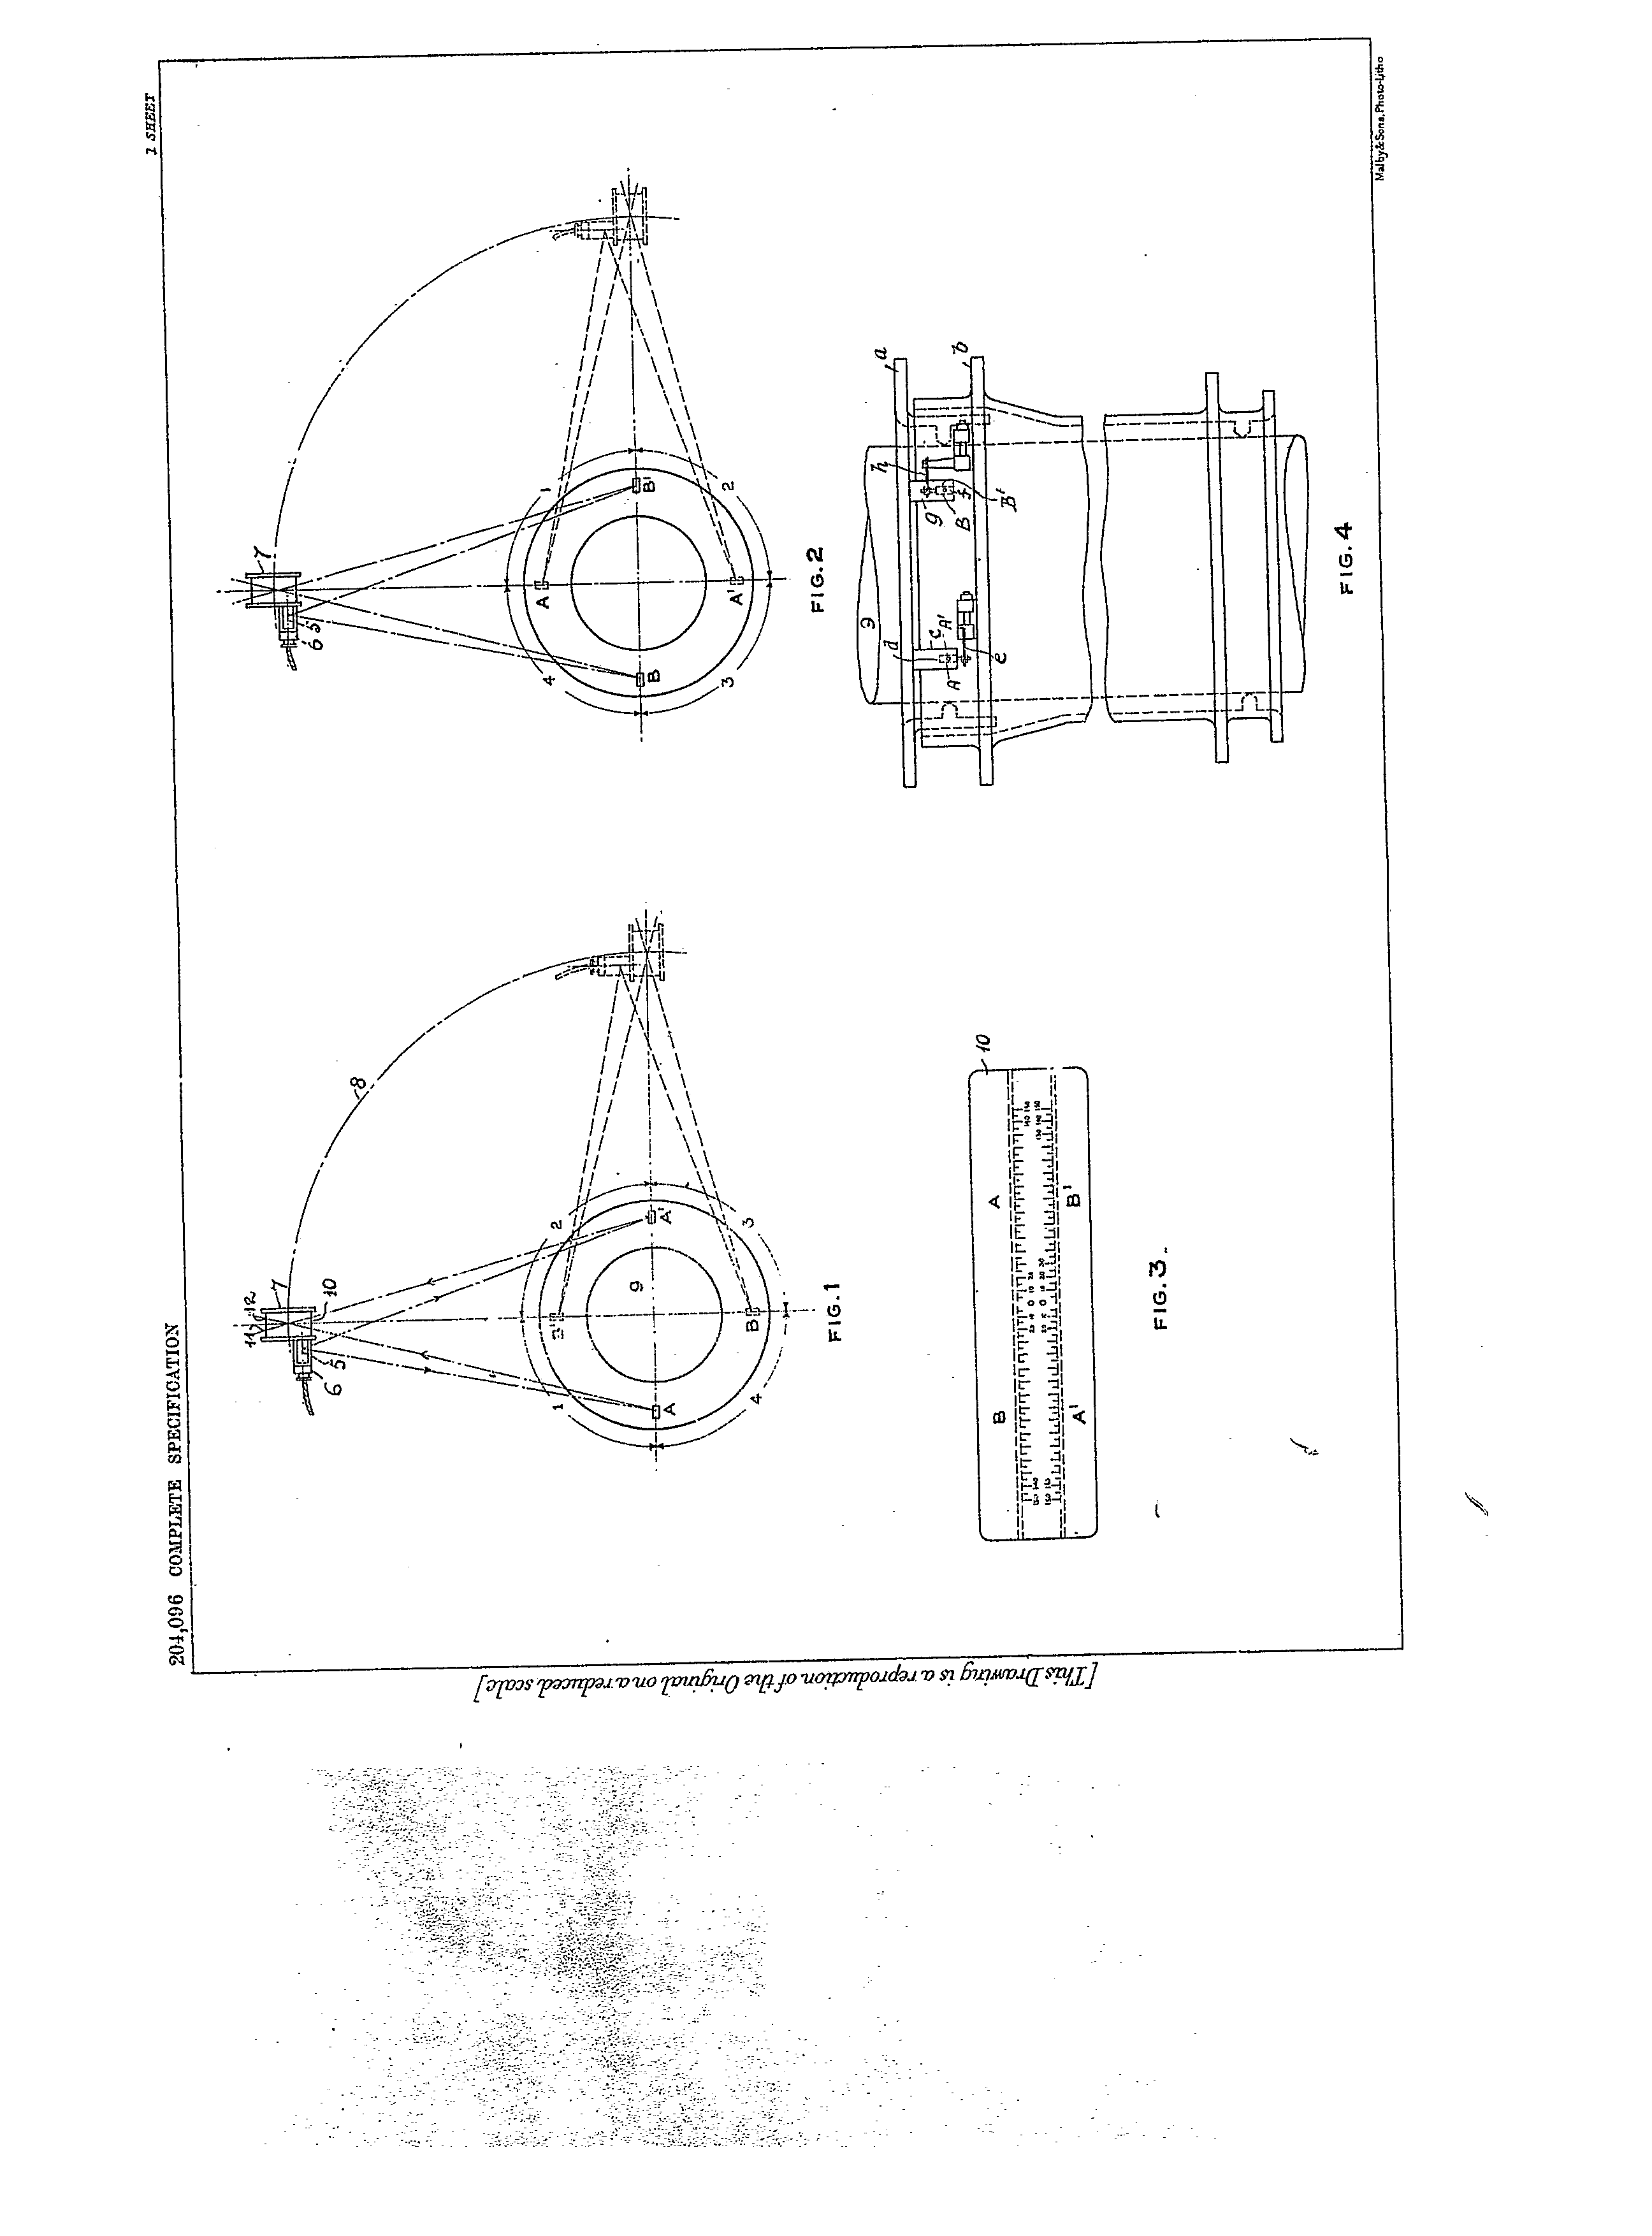 204,096 COMPLETE SPECIFICATION
1 SHEET
[This Drawing is a reproduction of the Original on a reduced scale]
11 12
7
10
5
6
8
1
2
3
4
9
A
A'
B'
B
FIG.1
7
5
6
1
2
3
4
A
A'
B
B'
FIG.2
10
B A
A' B'
FIG.3.
a
b
9
d
c
A'
A
e
h
g
f
B
B'
FIG.4
Malby & Sons, Photo-Litho